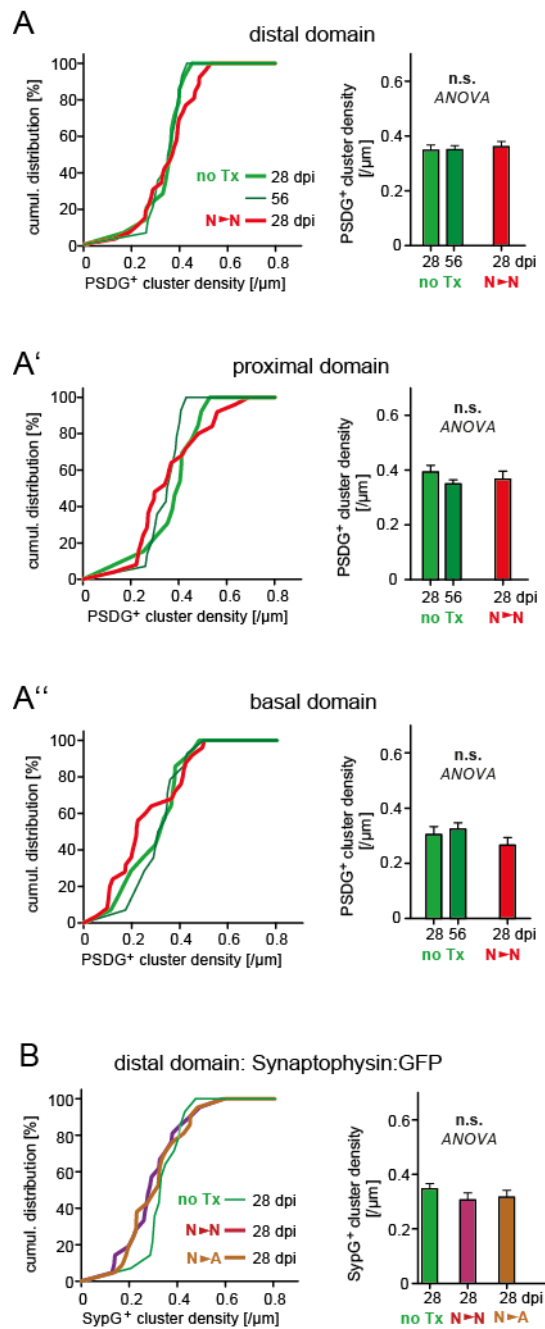 A
distal domain
cumul. distribution [%]
100
80
60
40
20
0
no Tx 28 dpi
56
N►N 28 dpi
0 0.2 0.4 0.6 0.8
PSDG+ cluster density [/µm]
PSDG+ cluster density
[/µm]
0.6
0.4
0.2
0
n.s.
ANOVA
28 56 28 dpi
no Tx N►N
A'
proximal domain
cumul. distribution [%]
100
80
60
40
20
0
0 0.2 0.4 0.6 0.8
PSDG+ cluster density [/µm]
PSDG+ cluster density
[/µm]
0.6
0.4
0.2
0
n.s.
ANOVA
28 56 28 dpi
no Tx N►N
A''
basal domain
cumul. distribution [%]
100
80
60
40
20
0
0 0.2 0.4 0.6 0.8
PSDG+ cluster density [/µm]
PSDG+ cluster density
[/µm]
0.6
0.4
0.2
0
n.s.
ANOVA
28 56 28 dpi
no Tx N►N
B
distal domain: Synaptophysin:GFP
cumul. distribution [%]
100
80
60
40
20
0
no Tx 28 dpi
N►N 28 dpi
N►A 28 dpi
0 0.2 0.4 0.6 0.8
SypG+ cluster density [/µm]
SypG+ cluster density
[/µm]
0.6
0.4
0.2
0
n.s.
ANOVA
28 28 28 dpi
no Tx N►N N►A